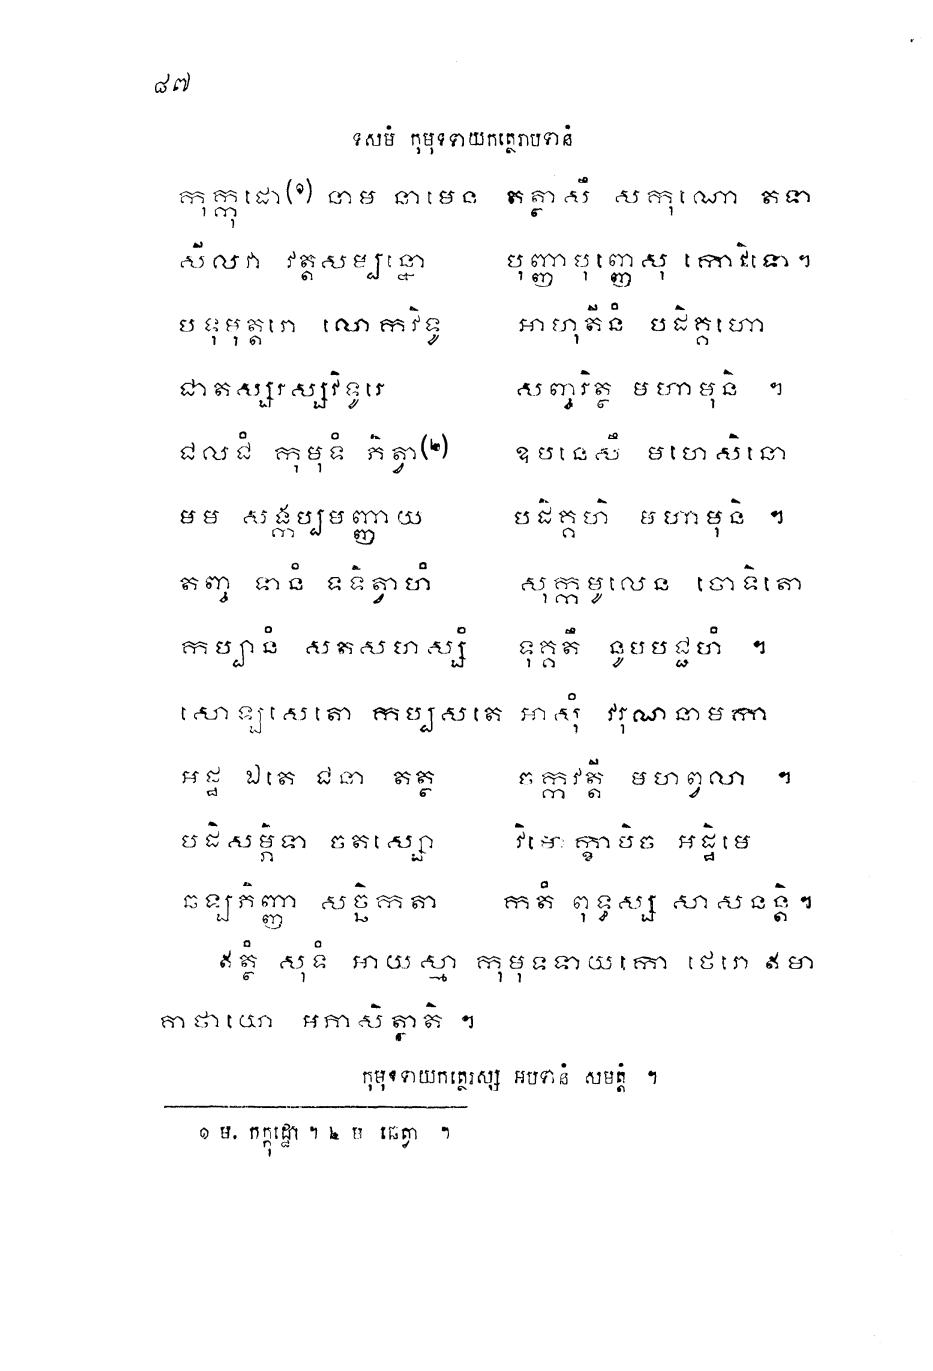 ៨៧
ទសមំ កុមុទទាយកត្ថេរាបទានំ
កុក្កុដោ(១) នាម នាមេន តត្ថាសឹ សកុណោ តទា
សីលវា វត្តសម្បន្នោ បុញ្ញាបុញ្ញេសុ កោវិទោ។
បទុមុត្តរោ លោកវិទូ អាហុតីនំ បដិគ្គហោ
ជាតស្សរស្សវិទូរេ សញ្ចរិត្ថ មហាមុនិ ។
ជលជំ កុមុទំ ភិត្វា(២) ឧបនេសឹ មហេសិនោ
មម សង្កប្បមញ្ញាយ បដិគ្គហិ មហាមុនិ ។
តញ្ច ទានំ ទទិត្វាហំ សុក្កមូលេន ចោទិតោ
កប្បានំ សតសហស្សំ ទុគ្គតឹ នូបបជ្ជហំ ។
សោឡសេតោ កប្បសតេ អាសុំ វរុណនាមកា
អដ្ឋ ឯតេ ជនា តត្ថ ចក្កវត្តី មហព្វលា ។
បដិសម្ភិទា ចតស្សោ វិមោក្ខាបិច អដ្ឋិមេ
ឆឡភិញ្ញា សច្ឆិកតា កតំ ពុទ្ធស្ស សាសនន្តិ។
ឥត្ថំ សុទំ អាយស្មា កុមុទទាយកោ ថេរោ ឥមា
គាថាយោ អភាសិត្ថាតិ ។
កុមុទទាយកត្ថេរស្ស អបទានំ សមត្តំ ។
១ ម. កក្កុដ្ឋោ ។ ២ ម ឆេត្វា ។